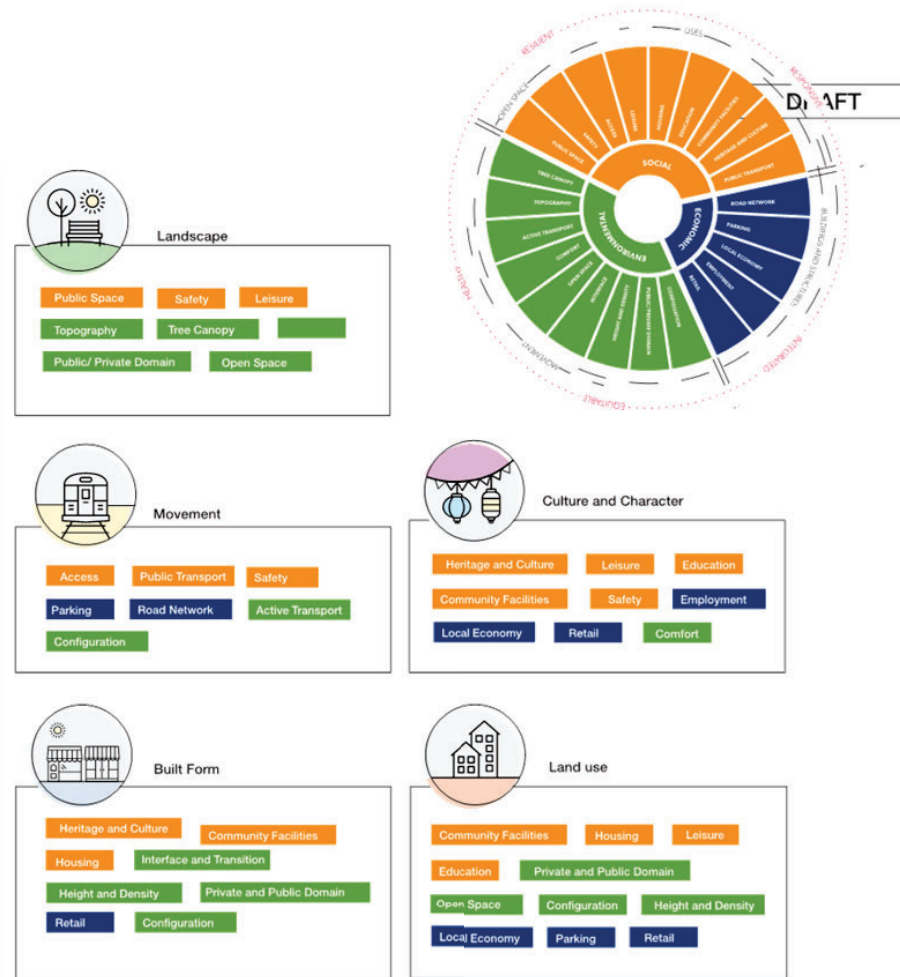 RESILIENT
USES
RESPONSIVE
OPEN SPACE
DRAFT
PUBLIC SPACE
SAFETY
ACCESS
LEISURE
HOUSING
EDUCATION
COMMUNITY FACILITIES
HERITAGE AND CULTURE
PUBLIC TRANSPORT
SOCIAL
TREE CANOPY
TOPOGRAPHY
ACTIVE TRANSPORT
COMFORT
OPEN SPACE
INTERFACE
HEIGHT AND DENSITY
PUBLIC/PRIVATE DOMAIN
CONFIGURATION
ENVIRONMENTAL
ECONOMIC
ROAD NETWORK
PARKING
LOCAL ECONOMY
EMPLOYMENT
RETAIL
BUILDINGS AND STRUCTURES
HEALTHY
MOVEMENT
EQUITABLE
INTEGRATED
Landscape
Public Space Safety Leisure
Topography Tree Canopy
Public/ Private Domain Open Space
Movement
Access Public Transport Safety
Parking Road Network Active Transport
Configuration
Culture and Character
Heritage and Culture Leisure Education
Community Facilities Safety Employment
Local Economy Retail Comfort
Built Form
Heritage and Culture Community Facilities
Housing Interface and Transition
Height and Density Private and Public Domain
Retail Configuration
Land use
Community Facilities Housing Leisure
Education Private and Public Domain
Open Space Configuration Height and Density
Local Economy Parking Retail